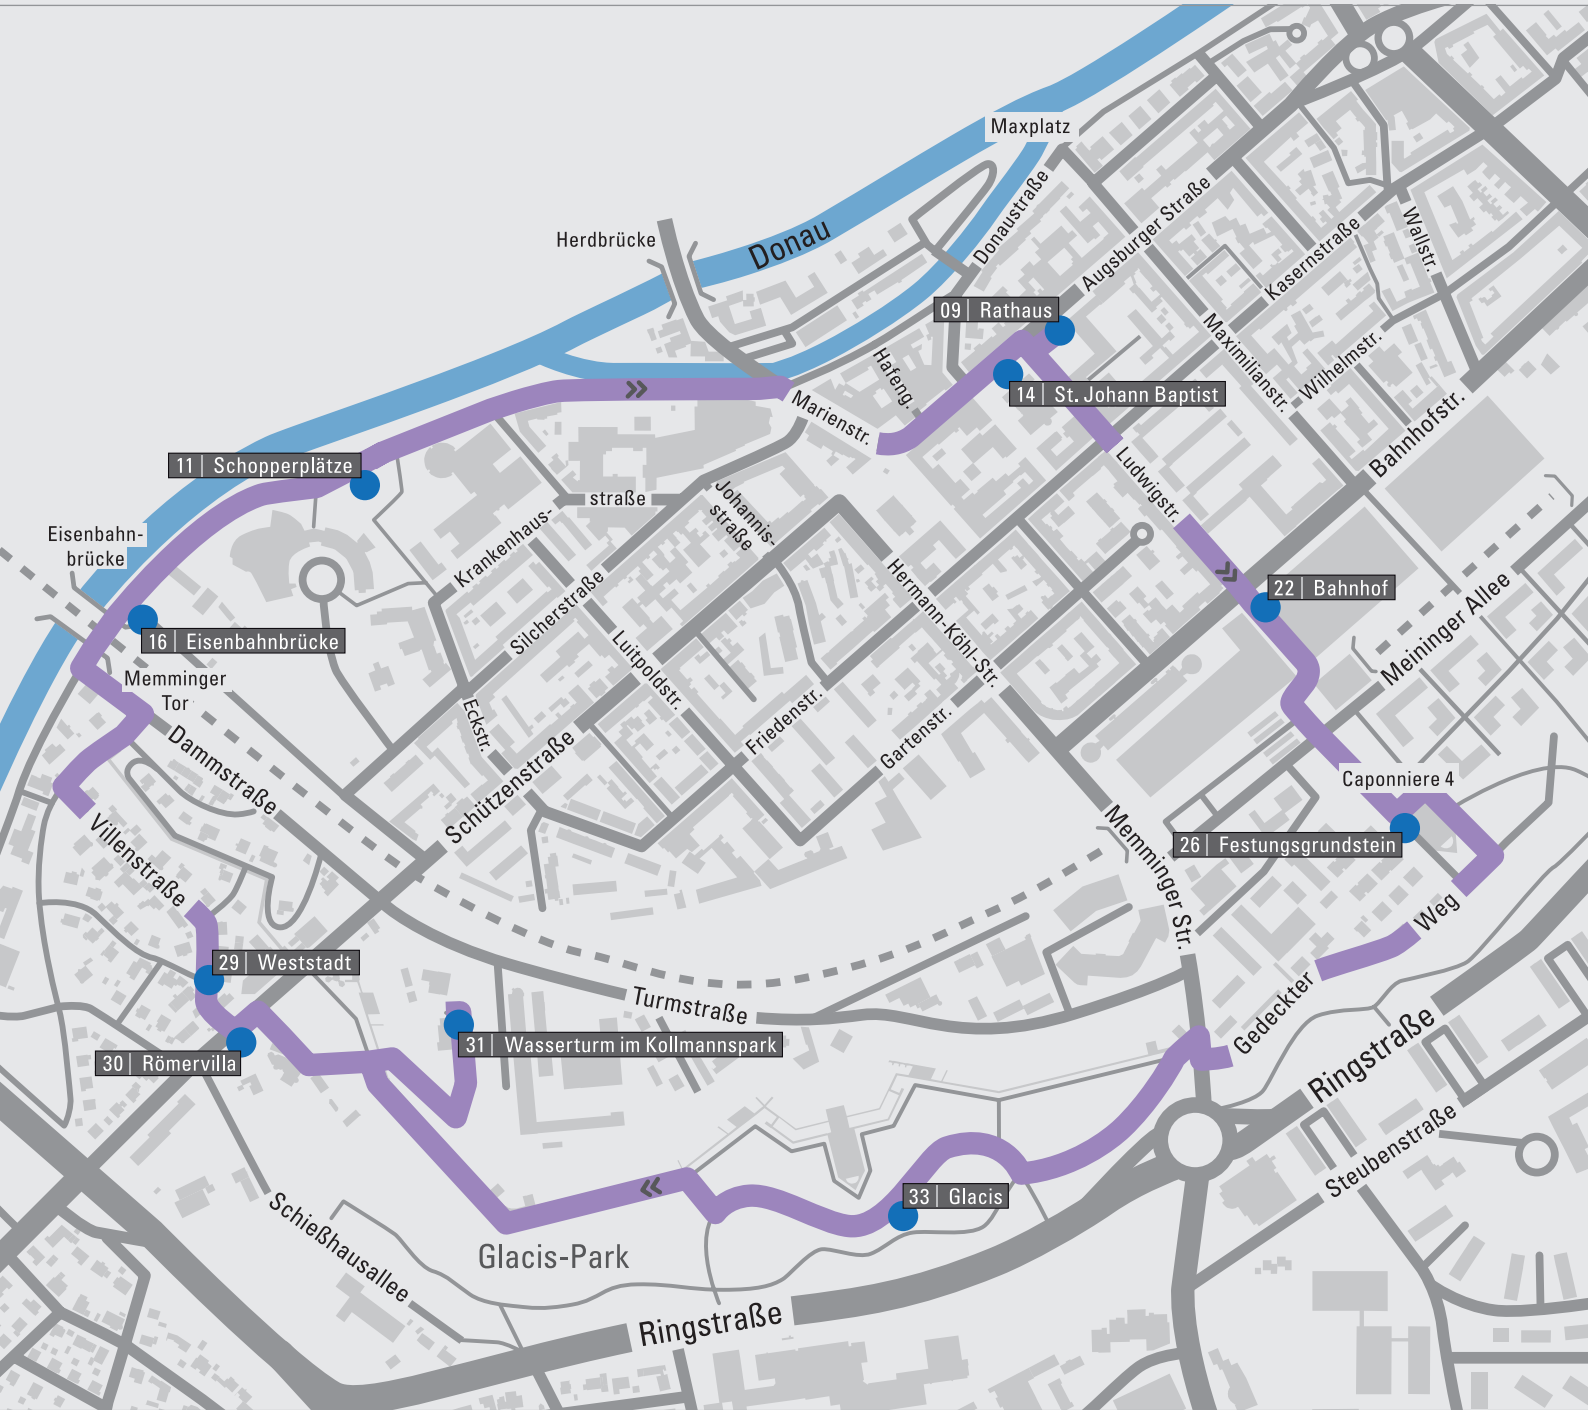 Maxplatz
Herdbrücke
Donau
Donaustraße
Augsburger Straße
Wallstr.
Kasernstraße
09 | Rathaus
Hafeng.
Maximilianstr.
Wilhelmstr.
14 | St. Johann Baptist
Marienstr.
Bahnhofstr.
11 | Schopperplätze
Ludwigstr.
straße
Johannis-
straße
Krankenhaus-
Eisenbahn-
brücke
Silcherstraße
Hermann-Köhl-Str.
22 | Bahnhof
Meininger Allee
16 | Eisenbahnbrücke
Memminger
Tor
Luitpoldstr.
Eckstr.
Friedenstr.
Gartenstr.
Dammstraße
Schützenstraße
Caponniere 4
Villenstraße
Memminger Str.
26 | Festungsgrundstein
Weg
29 | Weststadt
Gedeckter
Turmstraße
31 | Wasserturm im Kollmannspark
30 | Römervilla
Ringstraße
Steubenstraße
33 | Glacis
Schießhausallee
Glacis-Park
Ringstraße